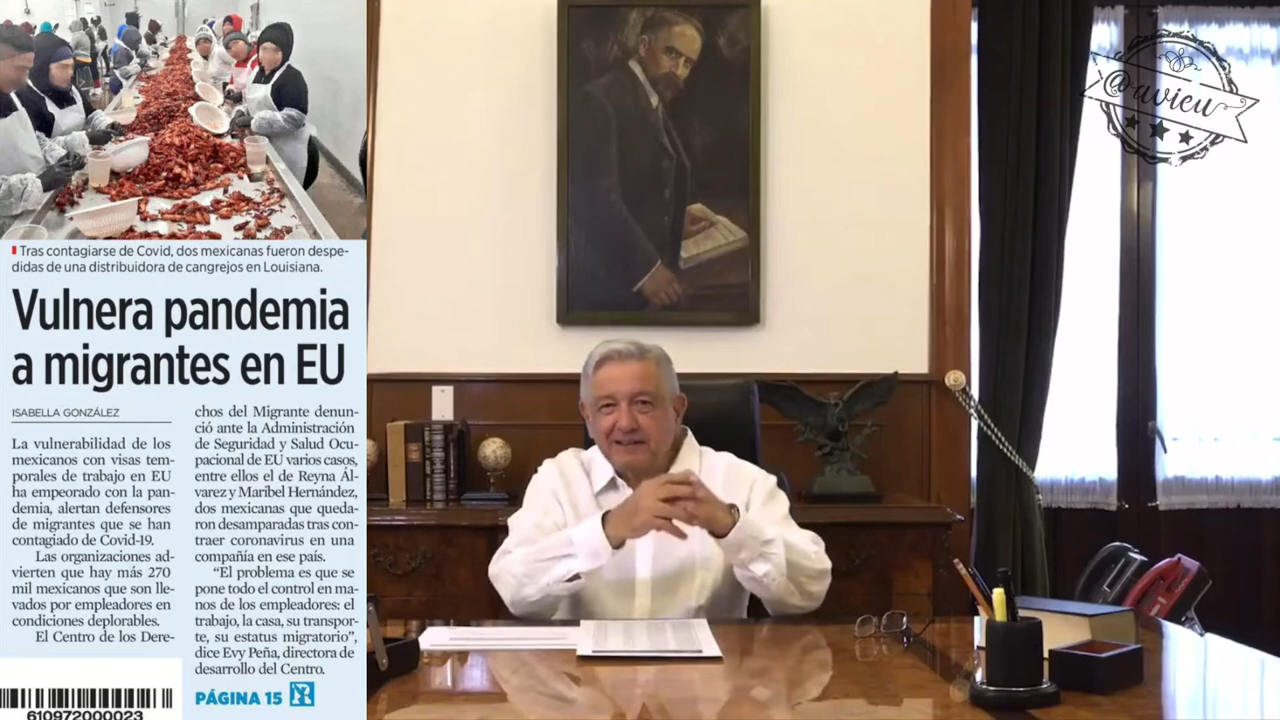 Tras contagiarse de Covid, dos mexicanas fueron despe-
didas de una distribuidora de cangrejos en Louisiana.
Vulnera pandemia
a migrantes en EU
ISABELLA GONZÁLEZ
La vulnerabilidad de los
mexicanos con visas tem-
porales de trabajo en EU
ha empeorado con la pan-
demia, alertan defensores
de migrantes que se han
contagiado de Covid-19.
Las organizaciones ad-
vierten que hay más 270
mil mexicanos que son lle-
vados por empleadores en
condiciones deplorables.
El Centro de los Dere-
chos del Migrante denun-
ció ante la Administración
de Seguridad y Salud Ocu-
pacional de EU varios casos,
entre ellos el de Reyna Ál-
varez y Maribel Hernández,
dos mexicanas que queda-
ron desamparadas tras con-
traer coronavirus en una
compañía en ese país.
“El problema es que se
pone todo el control en ma-
nos de los empleadores: el
trabajo, la casa, su transpor-
te, su estatus migratorio”,
dice Evy Peña, directora de
desarrollo del Centro.
PÁGINA 15
610972000023
@avieu